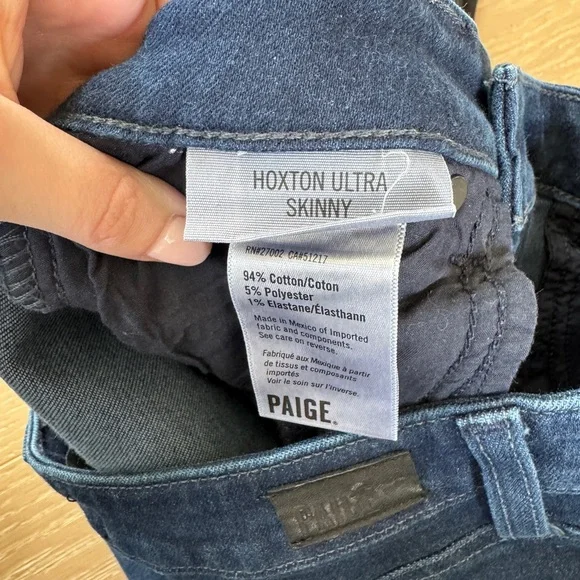 HOXTON ULTRA
SKINNY
RN#27002 CA#51217
94% Cotton/Coton
5% Polyester
1% Elastane/Élasthann
Made in Mexico of Imported
fabric and components.
See care on reverse.
Fabriqué aux Mexique à partir
de tissus et composants
importés
Voir le soin sur l'inverse.
PAIGE®